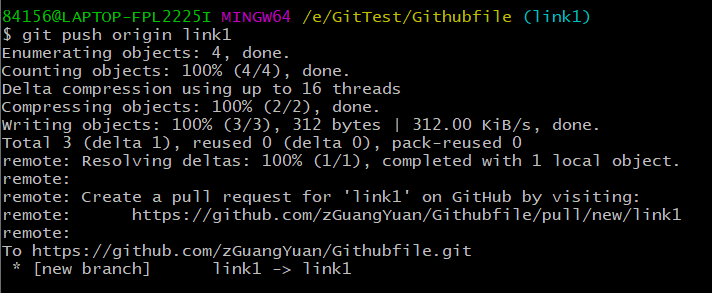 84156@LAPTOP-FPL2225I MINGW64 /e/GitTest/Githubfile (link1)
$ git push origin link1
Enumerating objects: 4, done.
Counting objects: 100% (4/4), done.
Delta compression using up to 16 threads
Compressing objects: 100% (2/2), done.
Writing objects: 100% (3/3), 312 bytes | 312.00 KiB/s, done.
Total 3 (delta 1), reused 0 (delta 0), pack-reused 0
remote: Resolving deltas: 100% (1/1), completed with 1 local object.
remote:
remote: Create a pull request for 'link1' on GitHub by visiting:
remote:      https://github.com/zGuangYuan/Githubfile/pull/new/link1
remote:
To https://github.com/zGuangYuan/Githubfile.git
 * [new branch]      link1 -> link1